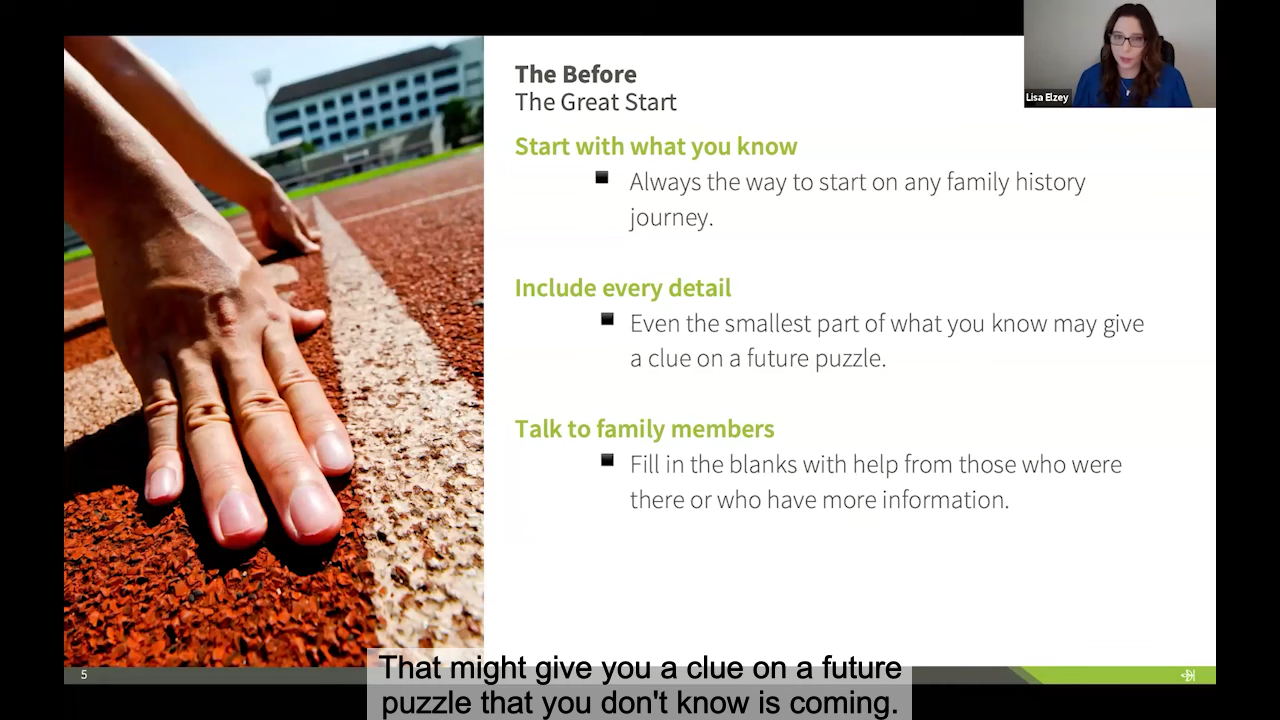 The Before
The Great Start
Lisa Elzey
Start with what you know
Always the way to start on any family history
journey.
Include every detail
Even the smallest part of what you know may give
a clue on a future puzzle.
Talk to family members
Fill in the blanks with help from those who were
there or who have more information.
5
That might give you a clue on a future
puzzle that you don't know is coming.